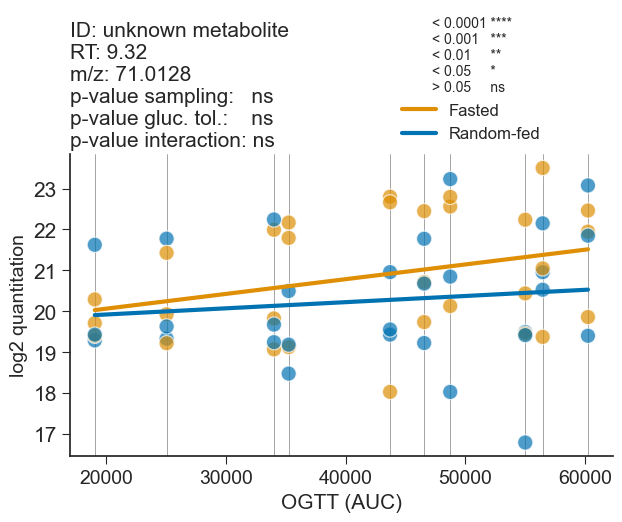 ID: unknown metabolite
RT: 9.32
m/z: 71.0128
p-value sampling: ns
p-value gluc. tol.: ns
p-value interaction: ns
< 0.0001 ****
< 0.001 ***
< 0.01 **
< 0.05 *
> 0.05 ns
Fasted
Random-fed
log2 quantitation
23
22
21
20
19
18
17
20000 30000 40000 50000 60000
OGTT (AUC)